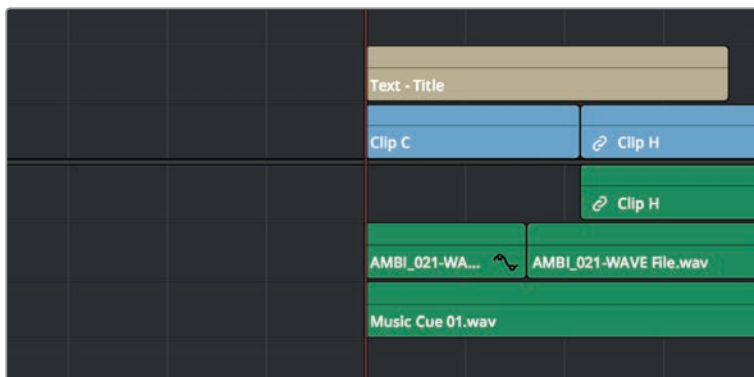 Text - Title
Clip C
Clip H
Clip H
AMBI_021-WA...
AMBI_021-WAVE File.wav
Music Cue 01.wav